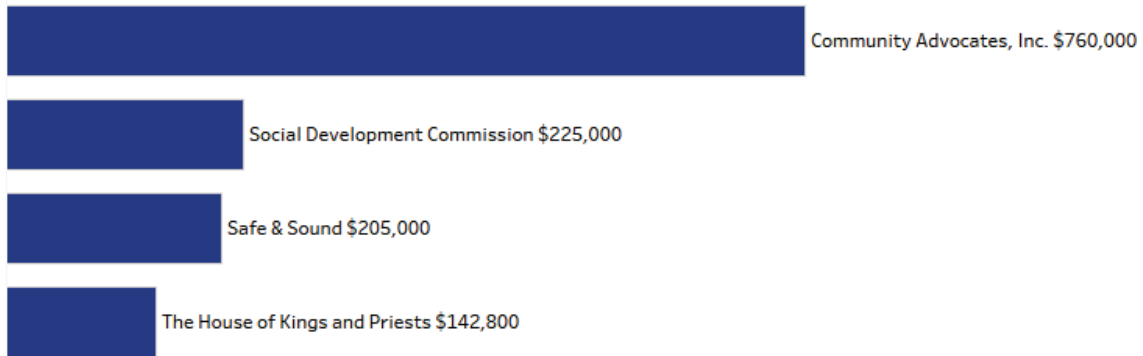 Community Advocates, Inc. $760,000
Social Development Commission $225,000
Safe & Sound $205,000
The House of Kings and Priests $142,800